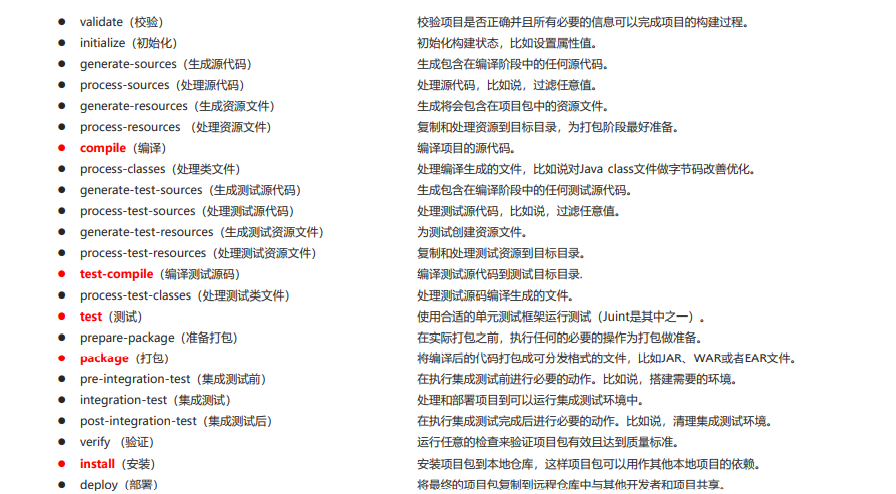 ● validate（校验） 校验项目是否正确并且所有必要的信息可以完成项目的构建过程。
● initialize（初始化） 初始化构建状态，比如设置属性值。
● generate-sources（生成源代码） 生成包含在编译阶段中的任何源代码。
● process-sources（处理源代码） 处理源代码，比如说，过滤任意值。
● generate-resources（生成资源文件） 生成将会包含在项目包中的资源文件。
● process-resources （处理资源文件） 复制和处理资源到目标目录，为打包阶段最好准备。
● compile（编译） 编译项目的源代码。
● process-classes（处理类文件） 处理编译生成的文件，比如说对Java class文件做字节码改善优化。
● generate-test-sources（生成测试源代码） 生成包含在编译阶段中的任何测试源代码。
● process-test-sources（处理测试源代码） 处理测试源代码，比如说，过滤任意值。
● generate-test-resources（生成测试资源文件） 为测试创建资源文件。
● process-test-resources（处理测试资源文件） 复制和处理测试资源到目标目录。
● test-compile（编译测试源码） 编译测试源代码到测试目标目录.
● process-test-classes（处理测试类文件） 处理测试源码编译生成的文件。
● test（测试） 使用合适的单元测试框架运行测试（Juint是其中之一）。
● prepare-package（准备打包） 在实际打包之前，执行任何的必要的操作为打包做准备。
● package（打包） 将编译后的代码打包成可分发格式的文件，比如JAR、WAR或者EAR文件。
● pre-integration-test（集成测试前） 在执行集成测试前进行必要的动作。比如说，搭建需要的环境。
● integration-test（集成测试） 处理和部署项目到可以运行集成测试环境中。
● post-integration-test（集成测试后） 在执行集成测试完成后进行必要的动作。比如说，清理集成测试环境。
● verify （验证） 运行任意的检查来验证项目包有效且达到质量标准。
● install（安装） 安装项目包到本地仓库，这样项目包可以用作其他本地项目的依赖。
● deploy（部署） 将最终的项目包复制到远程仓库中与其他开发者和项目共享。